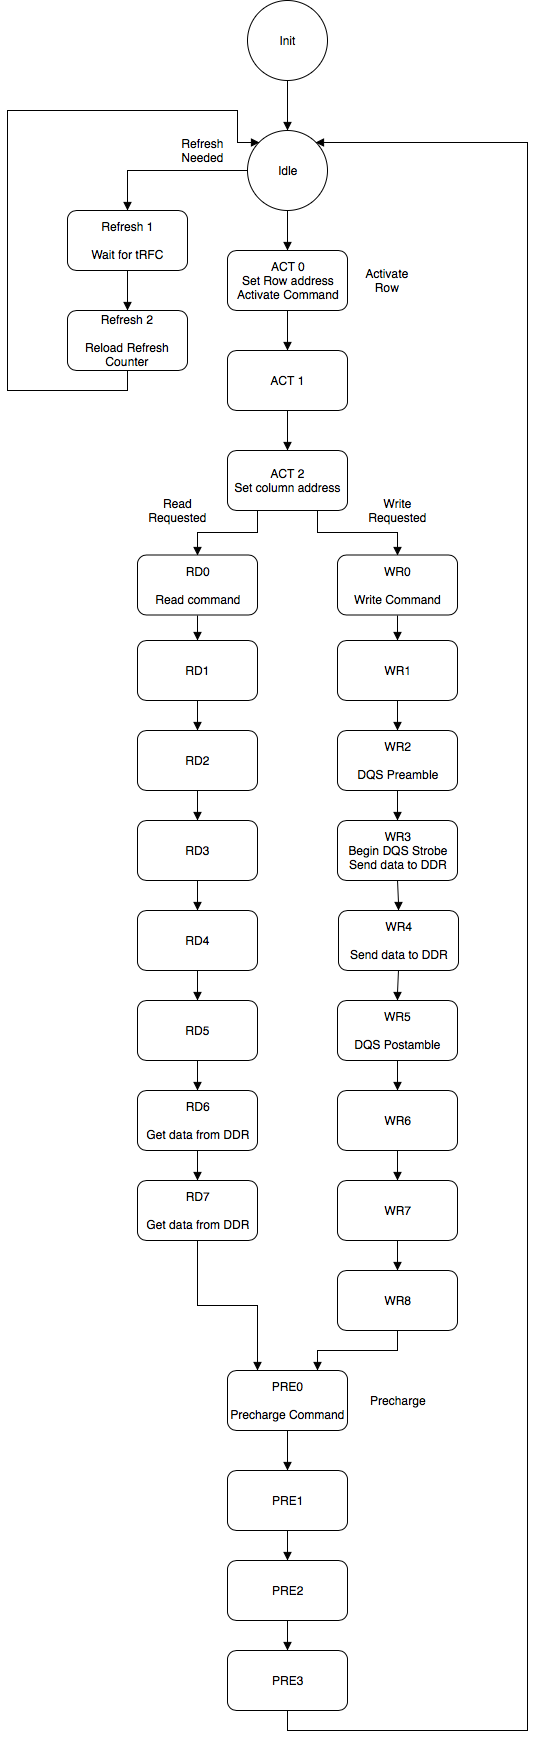 Init
Idle
Refresh
Needed
Refresh 1
Wait for tRFC
Refresh 2
Reload Refresh
Counter
ACT 0
Set Row address
Activate Command
Activate
Row
ACT 1
ACT 2
Set column address
Read
Requested
Write
Requested
RD0
Read command
WR0
Write Command
RD1
WR1
RD2
WR2
DQS Preamble
RD3
WR3
Begin DQS Strobe
Send data to DDR
RD4
WR4
Send data to DDR
RD5
WR5
DQS Postamble
RD6
Get data from DDR
WR6
RD7
Get data from DDR
WR7
WR8
PRE0
Precharge Command
Precharge
PRE1
PRE2
PRE3